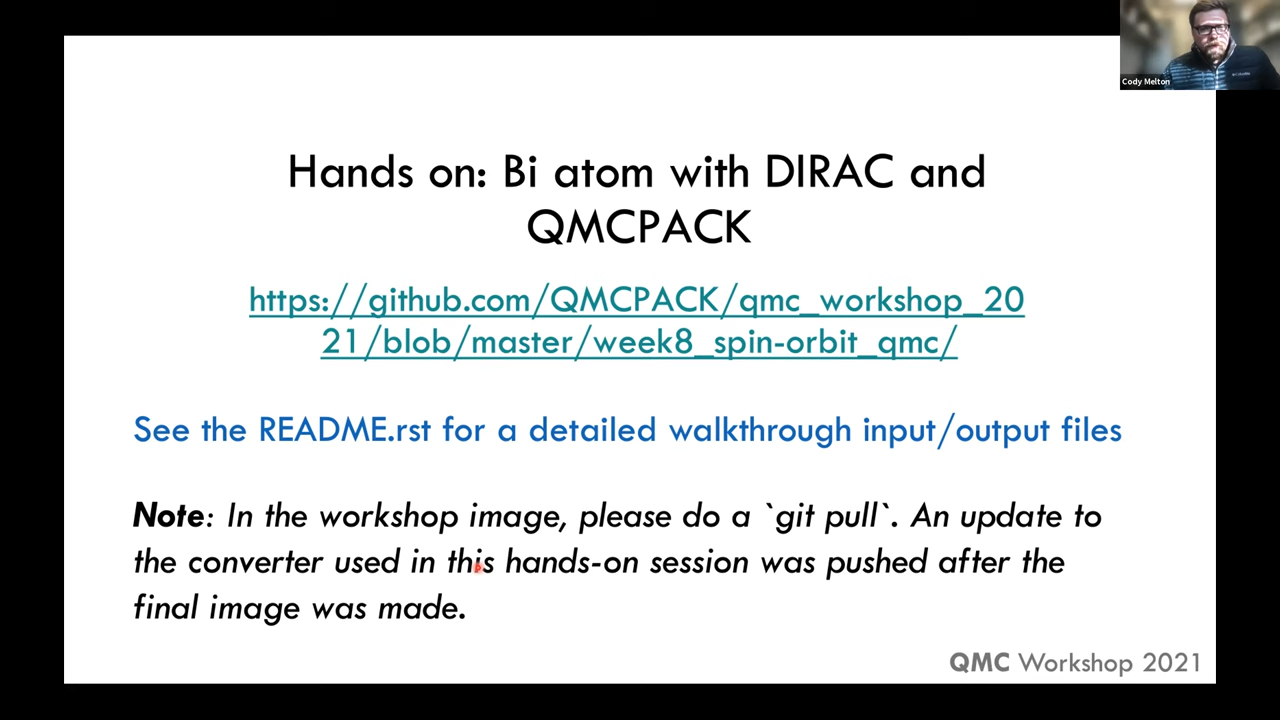 Cody Melton
Hands on: Bi atom with DIRAC and
QMCPACK
https://github.com/QMCPACK/qmc_workshop_20
21/blob/master/week8_spin-orbit_qmc/
See the README.rst for a detailed walkthrough input/output files
Note: In the workshop image, please do a `git pull`. An update to
the converter used in this hands-on session was pushed after the
final image was made.
QMC Workshop 2021